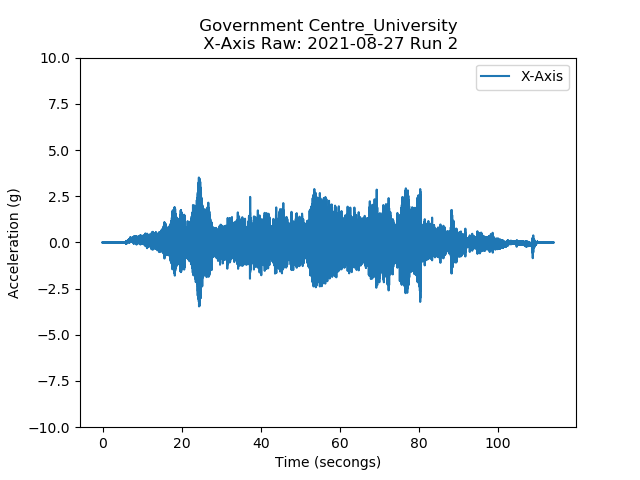 Government Centre_University
X-Axis Raw: 2021-08-27 Run 2
X-Axis
10.0
7.5
5.0
2.5
0.0
−2.5
−5.0
−7.5
−10.0
Acceleration (g)
0 20 40 60 80 100
Time (secongs)